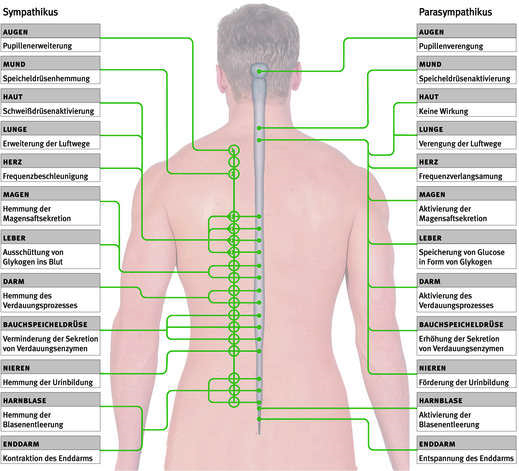 Sympathikus
AUGEN
Pupillenerweiterung
MUND
Speicheldrüsenhemmung
HAUT
Schweißdrüsenaktivierung
LUNGE
Erweiterung der Luftwege
HERZ
Frequenzbeschleunigung
MAGEN
Hemmung der
Magensaftsekretion
LEBER
Ausschüttung von
Glykogen ins Blut
DARM
Hemmung des
Verdauungsprozesses
BAUCHSPEICHELDRÜSE
Verminderung der Sekretion
von Verdauungsenzymen
NIEREN
Hemmung der Urinbildung
HARNBLASE
Hemmung der
Blasenentleerung
ENDDARM
Kontraktion des Enddarms
Parasympathikus
AUGEN
Pupillenverengung
MUND
Speicheldrüsenaktivierung
HAUT
Keine Wirkung
LUNGE
Verengung der Luftwege
HERZ
Frequenzverlangsamung
MAGEN
Aktivierung der
Magensaftsekretion
LEBER
Speicherung von Glucose
in Form von Glykogen
DARM
Aktivierung des
Verdauungsprozesses
BAUCHSPEICHELDRÜSE
Erhöhung der Sekretion
von Verdauungsenzymen
NIEREN
Förderung der Urinbildung
HARNBLASE
Aktivierung der
Blasenentleerung
ENDDARM
Entspannung des Enddarms